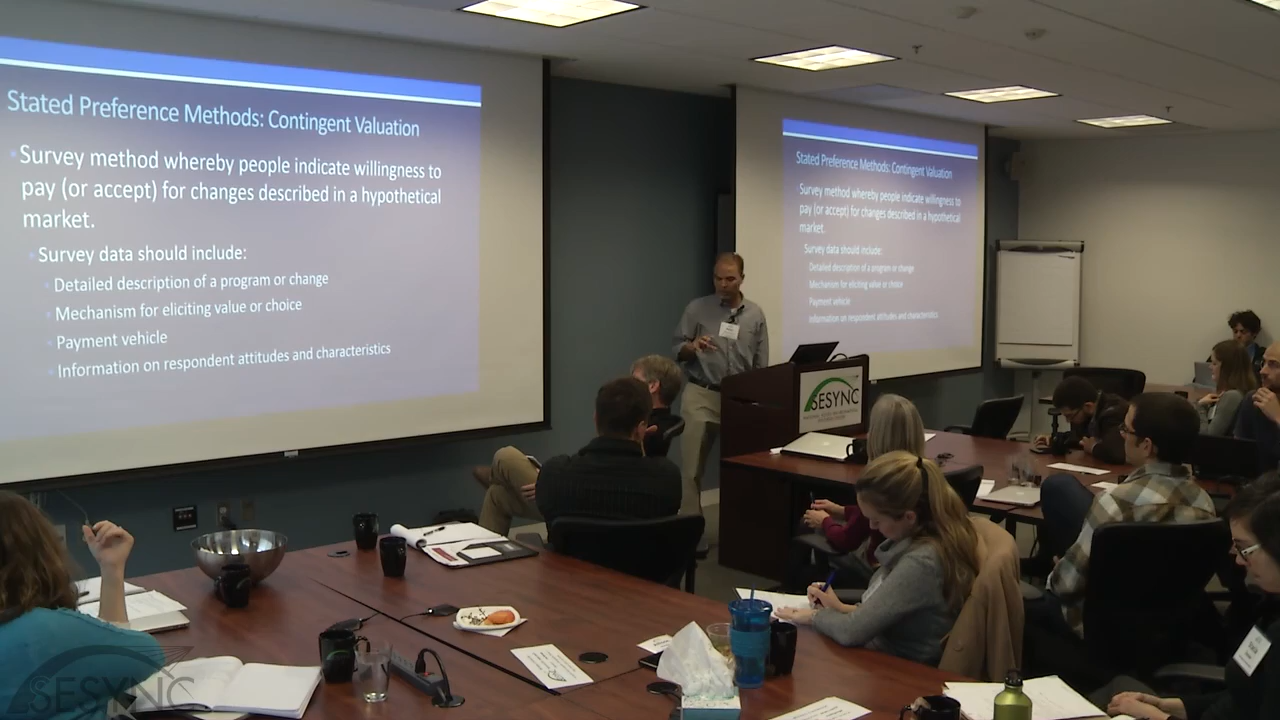 Stated Preference Methods: Contingent Valuation
Survey method whereby people indicate willingness to
pay (or accept) for changes described in a hypothetical
market.
Survey data should include:
Detailed description of a program or change
Mechanism for eliciting value or choice
Payment vehicle
Information on respondent attitudes and characteristics
Stated Preference Methods: Contingent Valuation
Survey method whereby people indicate willingness to
pay (or accept) for changes described in a hypothetical
market.
Survey data should include:
Detailed description of a program or change
Mechanism for eliciting value or choice
Payment vehicle
Information on respondent attitudes and characteristics
SESYNC
SESYNC